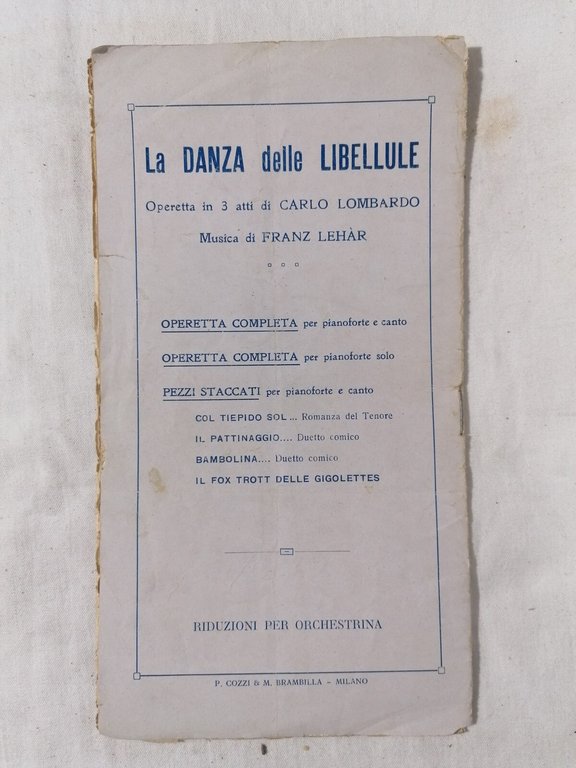 La DANZA delle LIBELLULE
Operetta in 3 atti di CARLO LOMBARDO
Musica di FRANZ LEHÀR
OPERETTA COMPLETA per pianoforte e canto
OPERETTA COMPLETA per pianoforte solo
PEZZI STACCATI per pianoforte e canto
COL TIEPIDO SOL... Romanza del Tenore
IL PATTINAGGIO.... Duetto comico
BAMBOLINA.... Duetto comico
IL FOX TROTT DELLE GIGOLETTES
RIDUZIONI PER ORCHESTRINA
P. COZZI & M. BRAMBILLA - MILANO